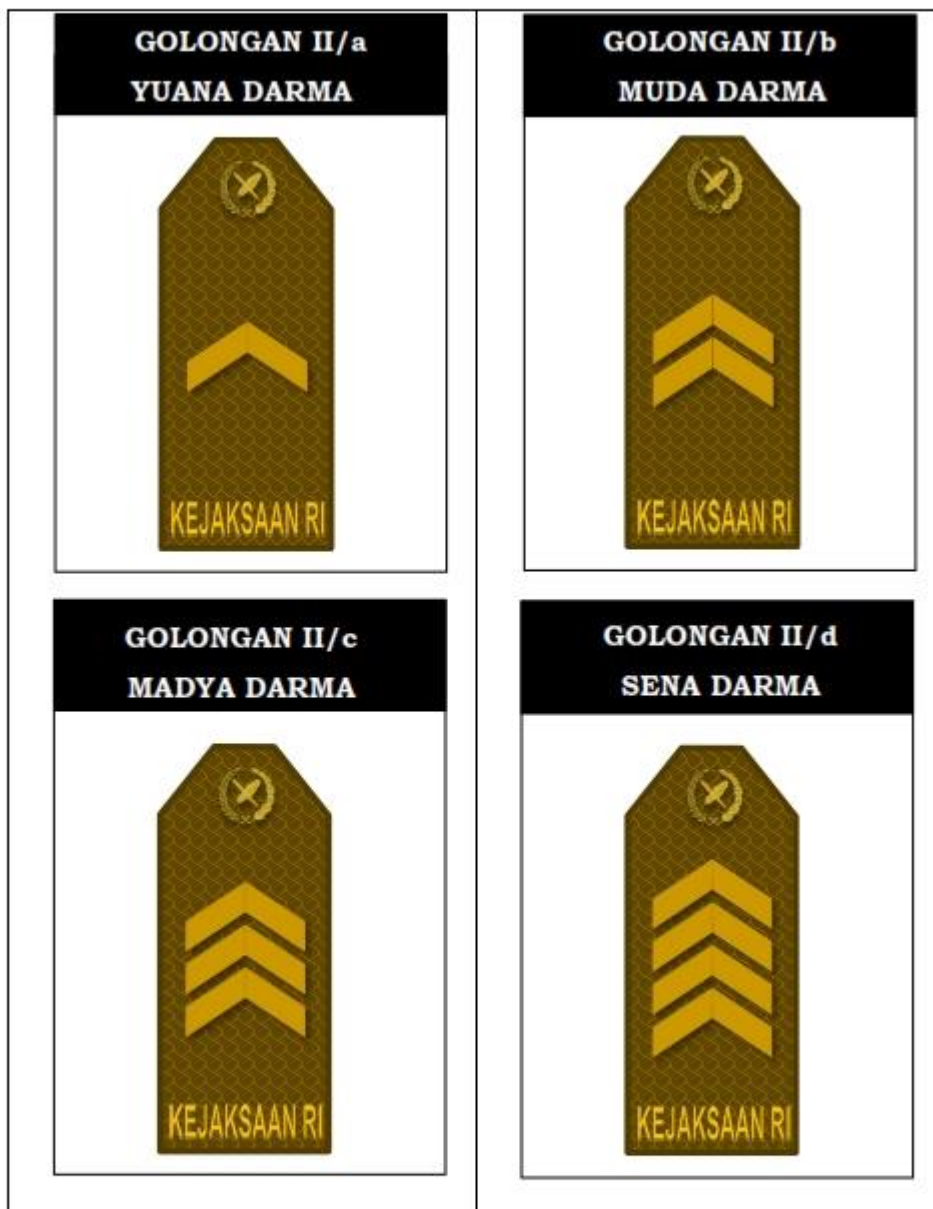 GOLONGAN II/a
YUANA DARMA
KEJAKSAAN RI
GOLONGAN II/b
MUDA DARMA
KEJAKSAAN RI
GOLONGAN II/c
MADYA DARMA
KEJAKSAAN RI
GOLONGAN II/d
SENA DARMA
KEJAKSAAN RI